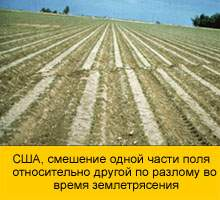 США, смешение одной части поля
относительно другой по разлому во
время землетрясения